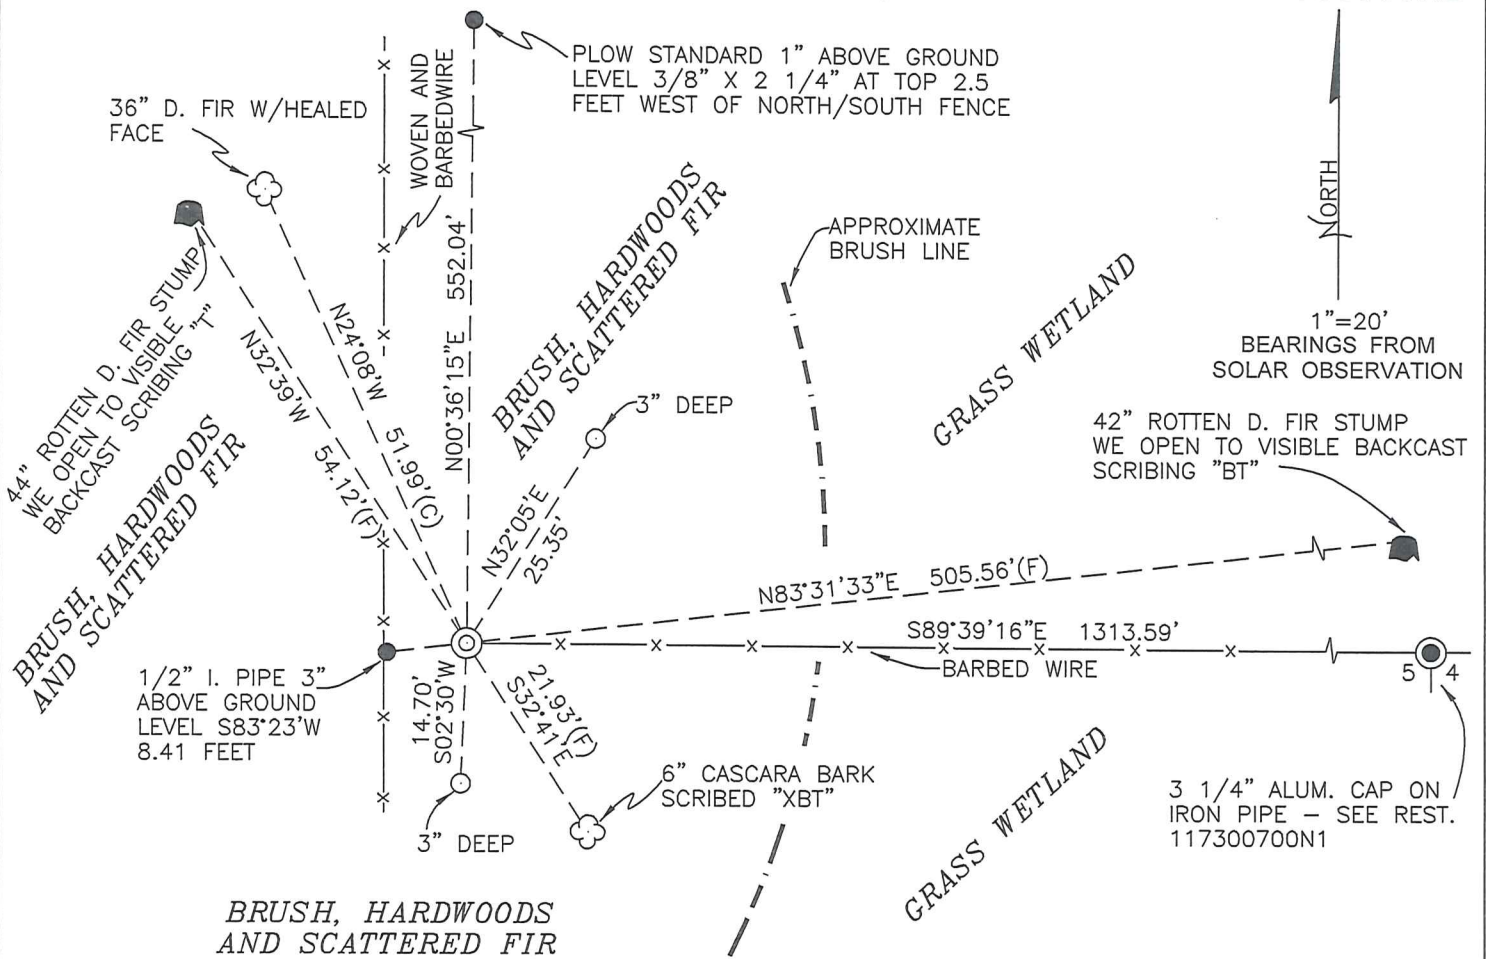 PLOW STANDARD 1" ABOVE GROUND
LEVEL 3/8" X 2 1/4" AT TOP 2.5
FEET WEST OF NORTH/SOUTH FENCE
36" D. FIR W/HEALED
FACE
WOVEN AND
BARBEDWIRE
NORTH
1"=20'
BEARINGS FROM
SOLAR OBSERVATION
APPROXIMATE
BRUSH LINE
44" ROTTEN D. FIR STUMP
WE OPEN TO VISIBLE
BACKCAST SCRIBING "T"
N32°39'W 54.12'(F)
N24°08'W 51.99'(C)
N00°36'15"E 552.04'
BRUSH, HARDWOODS
AND SCATTERED FIR
GRASS WETLAND
3" DEEP
N32°05'E
25.35'
42" ROTTEN D. FIR STUMP
WE OPEN TO VISIBLE BACKCAST
SCRIBING "BT"
BRUSH, HARDWOODS
AND SCATTERED FIR
N83°31'33"E 505.56'(F)
S89°39'16"E 1313.59'
BARBED WIRE
5 4
1/2" I. PIPE 3"
ABOVE GROUND
LEVEL S83°23'W
8.41 FEET
14.70'
S02°30'W
21.93'(F)
S32°41'E
3" DEEP
6" CASCARA BARK
SCRIBED "XBT"
GRASS WETLAND
3 1/4" ALUM. CAP ON
IRON PIPE – SEE REST.
117300700N1
BRUSH, HARDWOODS
AND SCATTERED FIR